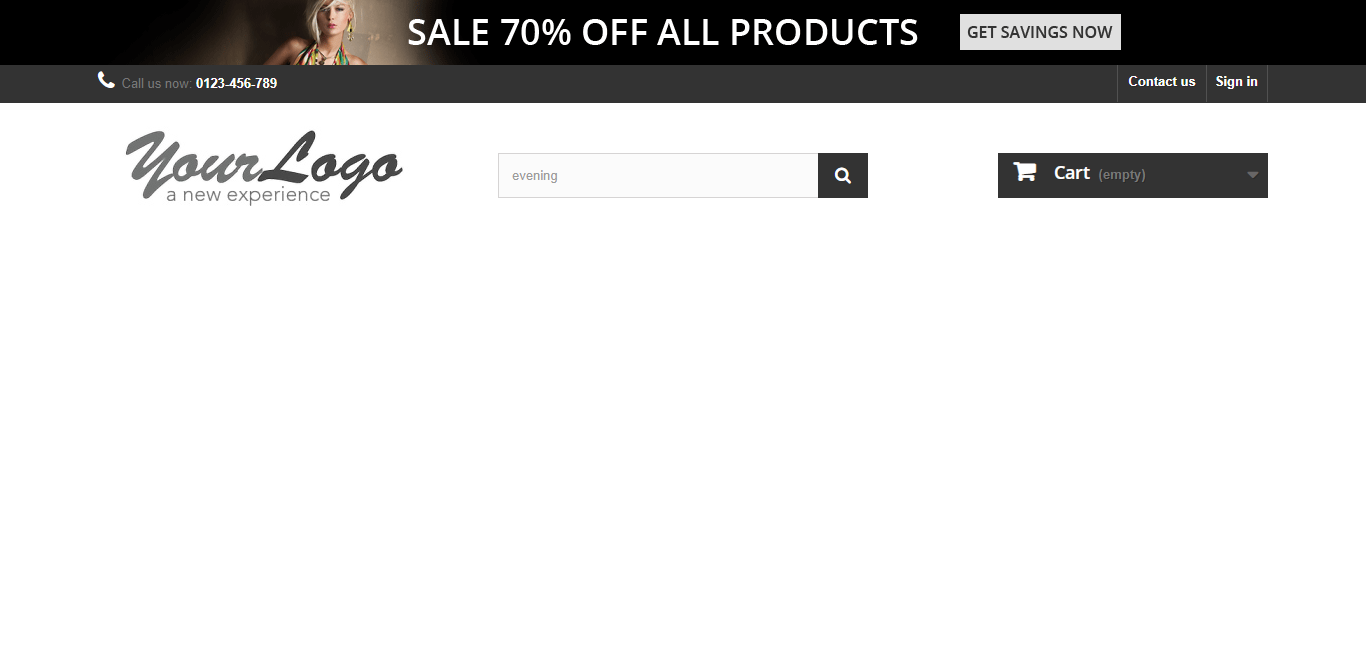 SALE 70% OFF ALL PRODUCTS
GET SAVINGS NOW
Call us now: 0123-456-789
Contact us
Sign in
YourLogo
a new experience
evening
Cart (empty)